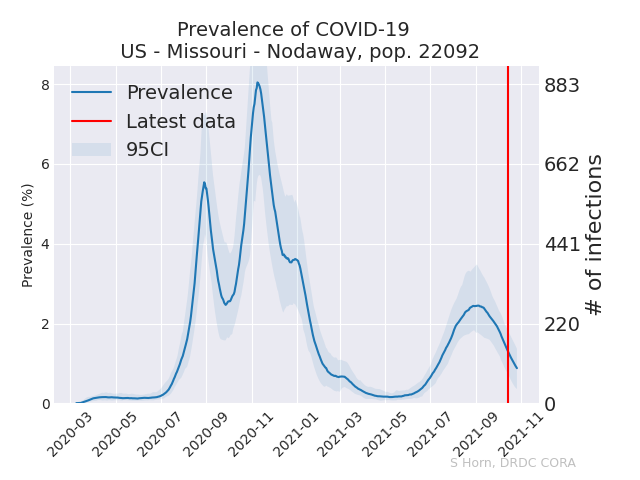 Prevalence of COVID-19
US - Missouri - Nodaway, pop. 22092
Prevalence
Latest data
95CI
Prevalence (%)
8
6
4
2
0
883
662
441
220
0
# of infections
2020-03
2020-05
2020-07
2020-09
2020-11
2021-01
2021-03
2021-05
2021-07
2021-09
2021-11
S Horn, DRDC CORA